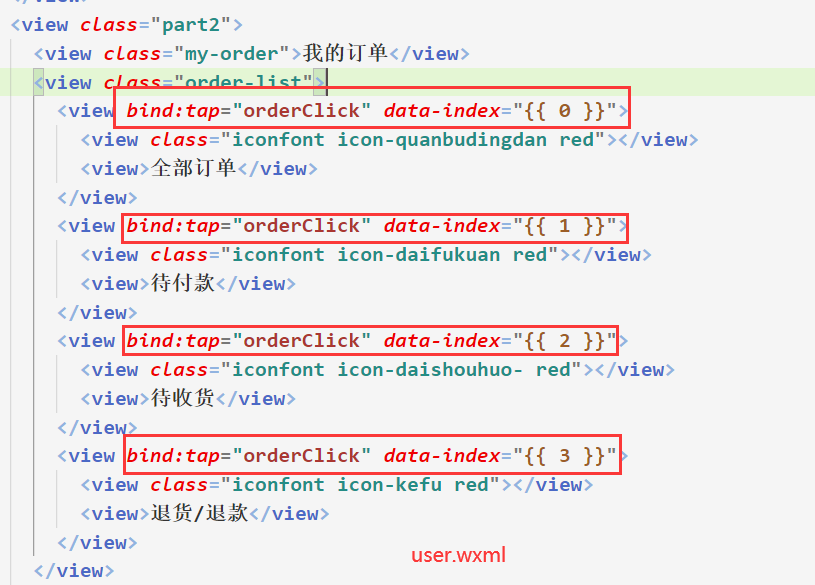 <view class="part2">
<view class="my-order">我的订单</view>
<view class="order-list">
<view bind:tap="orderClick" data-index="{{ 0 }}">
<view class="iconfont icon-quanbudingdan red"></view>
<view>全部订单</view>
</view>
<view bind:tap="orderClick" data-index="{{ 1 }}">
<view class="iconfont icon-daifukuan red"></view>
<view>待付款</view>
</view>
<view bind:tap="orderClick" data-index="{{ 2 }}">
<view class="iconfont icon-daishouhuo- red"></view>
<view>待收货</view>
</view>
<view bind:tap="orderClick" data-index="{{ 3 }}">
<view class="iconfont icon-kefu red"></view>
<view>退货/退款</view>
</view>
user.wxml
</view>